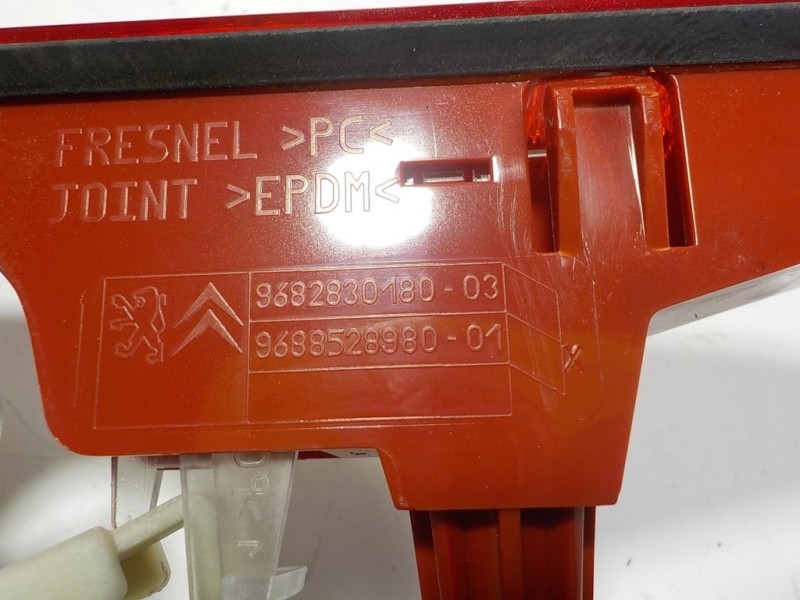 FRESNEL >PC<
JOINT >EPDM<
9682830180-03
9688528980-01